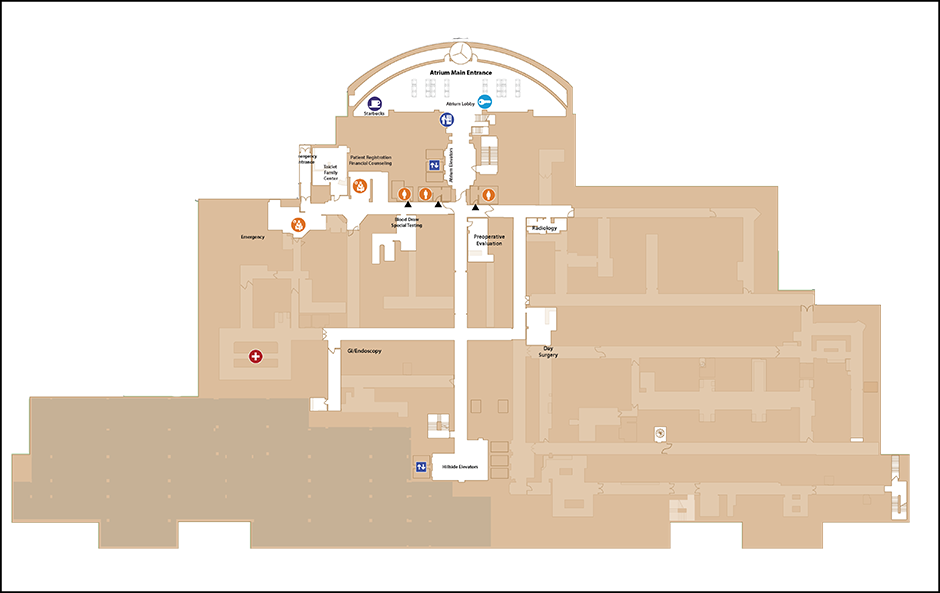 Atrium Main Entrance
Atrium Lobby
Starbucks
Atrium Elevators
Emergency
Entrance
Patient Registration
Financial Counseling
Family
Center
Blood Draw
Special Testing
Emergency
Preoperative
Evaluation
Radiology
GI/Endoscopy
Day
Surgery
Hillside Elevators